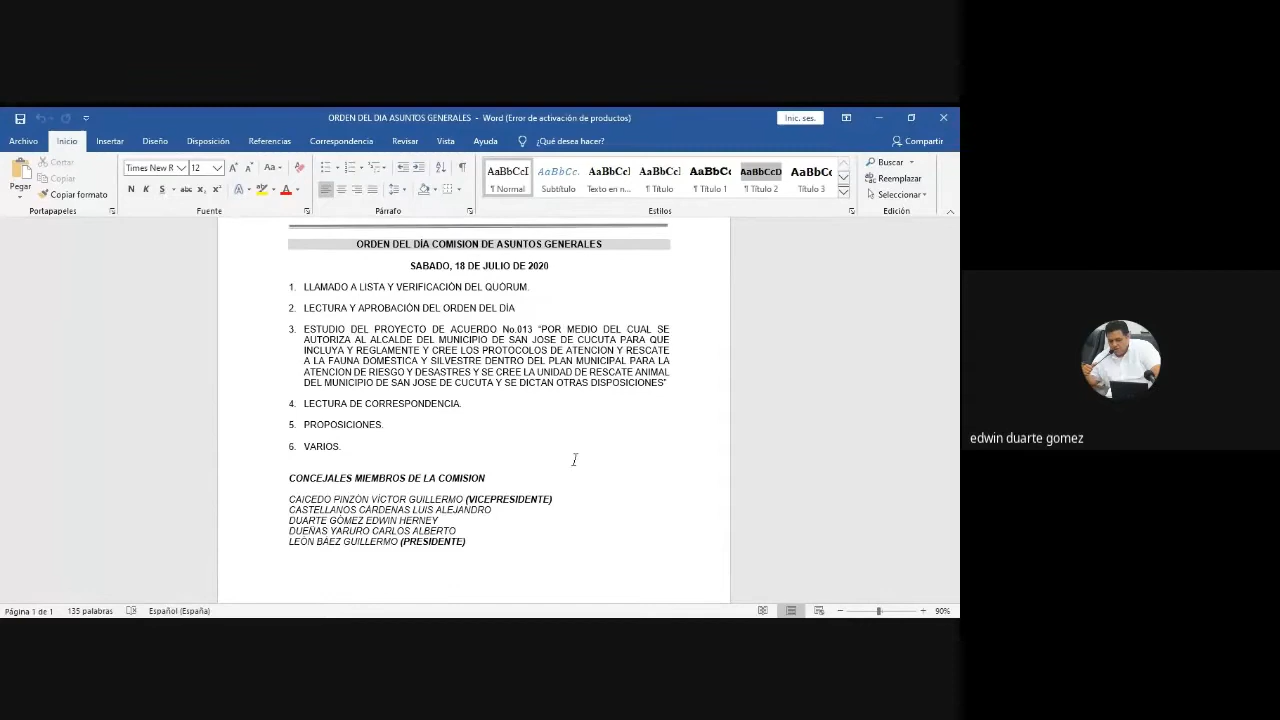 ORDEN DEL DIA ASUNTOS GENERALES - Word (Error de activación de productos)
Inic. ses.
Archivo Inicio Insertar Diseño Disposición Referencias Correspondencia Revisar Vista Ayuda ¿Qué desea hacer? Compartir
Pegar
Cortar
Copiar
Copiar formato
Portapapeles
Times New R 12
Fuente
Párrafo
AaBbCcI AaBbCc. AaBbCcI AaBbCcI AaBbCc AaBbCcD AaBbCc
¶ Normal Subtítulo Texto en n... ¶ Título ¶ Título 1 ¶ Título 2 Título 3
Estilos
Buscar
Reemplazar
Seleccionar
Edición
ORDEN DEL DÍA COMISION DE ASUNTOS GENERALES
SABADO, 18 DE JULIO DE 2020
1. LLAMADO A LISTA Y VERIFICACIÓN DEL QUÓRUM.
2. LECTURA Y APROBACIÓN DEL ORDEN DEL DÍA
3. ESTUDIO DEL PROYECTO DE ACUERDO No.013 “POR MEDIO DEL CUAL SE
AUTORIZA AL ALCALDE DEL MUNICIPIO DE SAN JOSE DE CUCUTA PARA QUE
INCLUYA Y REGLAMENTE Y CREE LOS PROTOCOLOS DE ATENCION Y RESCATE
A LA FAUNA DOMÉSTICA Y SILVESTRE DENTRO DEL PLAN MUNICIPAL PARA LA
ATENCION DE RIESGO Y DESASTRES Y SE CREE LA UNIDAD DE RESCATE ANIMAL
DEL MUNICIPIO DE SAN JOSE DE CUCUTA Y SE DICTAN OTRAS DISPOSICIONES”
4. LECTURA DE CORRESPONDENCIA.
5. PROPOSICIONES.
6. VARIOS.
CONCEJALES MIEMBROS DE LA COMISION
CAICEDO PINZÓN VÍCTOR GUILLERMO (VICEPRESIDENTE)
CASTELLANOS CÁRDENAS LUIS ALEJANDRO
DUARTE GÓMEZ EDWIN HERNEY
DUEÑAS YARURO CARLOS ALBERTO
LEÓN BÁEZ GUILLERMO (PRESIDENTE)
Página 1 de 1 135 palabras Español (España) 90%
edwin duarte gomez